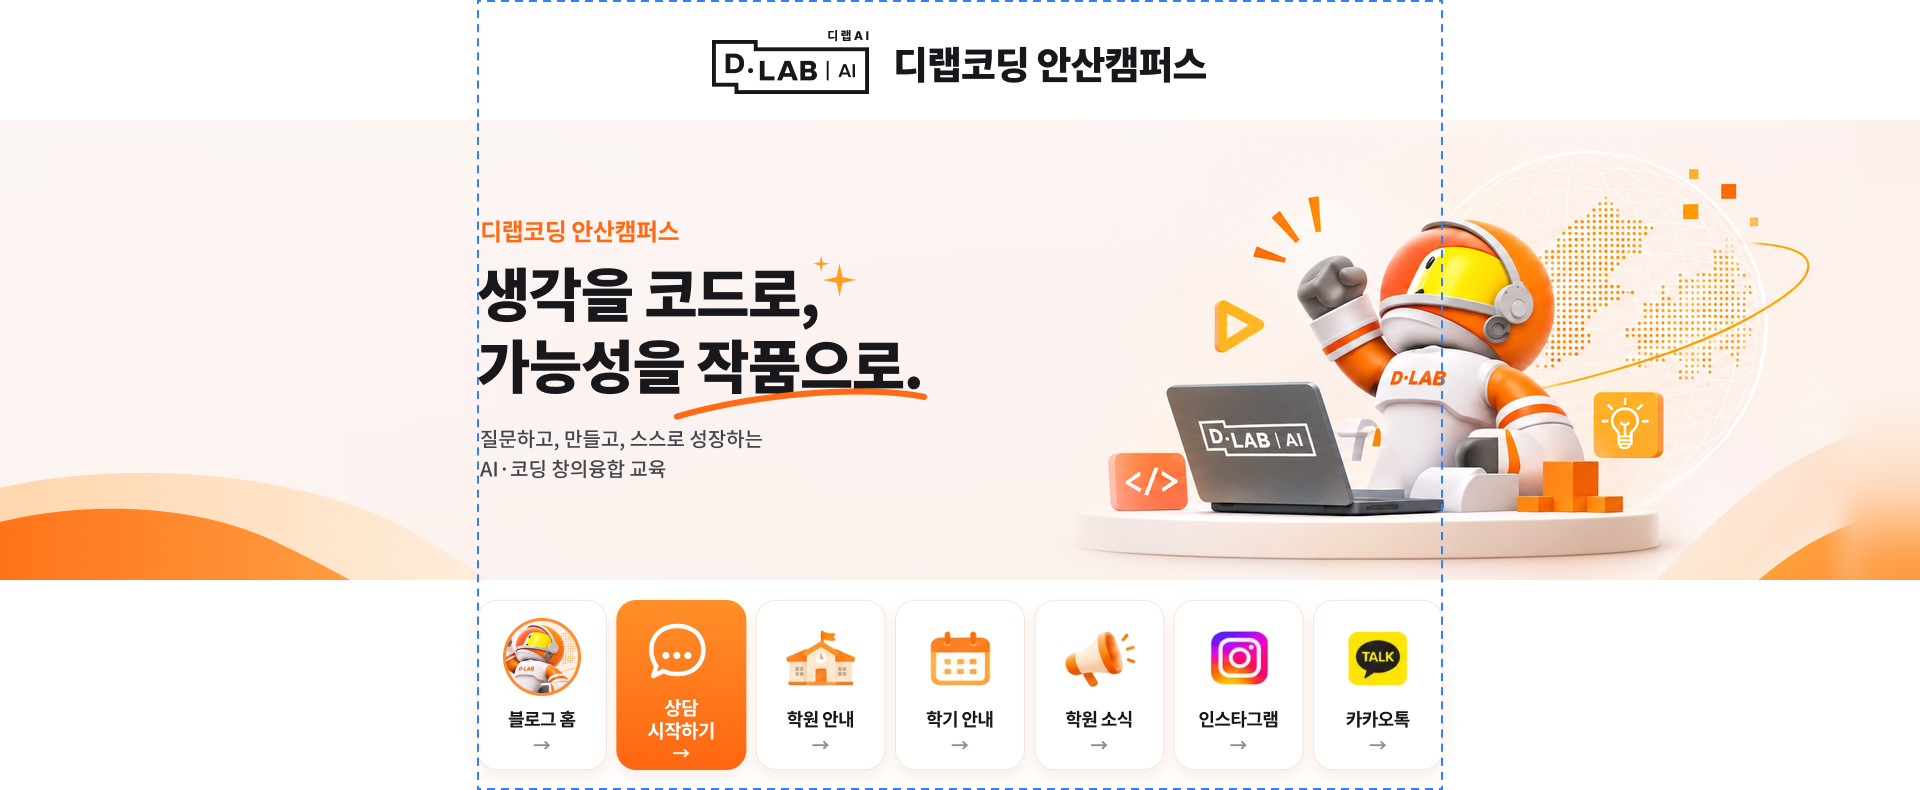 디랩AI
D·LAB | AI
디랩코딩 안산캠퍼스
디랩코딩 안산캠퍼스
생각을 코드로,
가능성을 작품으로.
질문하고, 만들고, 스스로 성장하는
AI·코딩 창의융합 교육
D·LAB
D·LAB | AI
</>
D·LAB
블로그 홈
→
상담
시작하기
→
학원 안내
→
학기 안내
→
학원 소식
→
인스타그램
→
TALK
카카오톡
→